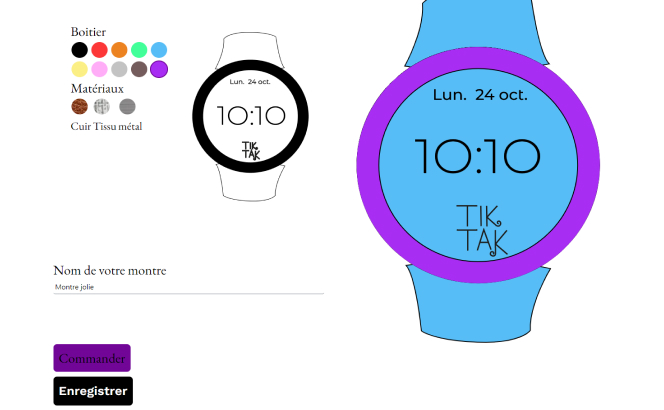 Boitier
Matériaux
Cuir Tissu métal
Lun. 24 oct.
10:10
TIK
TAK
Lun. 24 oct.
10:10
TIK
TAK
Nom de votre montre
Montre jolie
Commander
Enregistrer